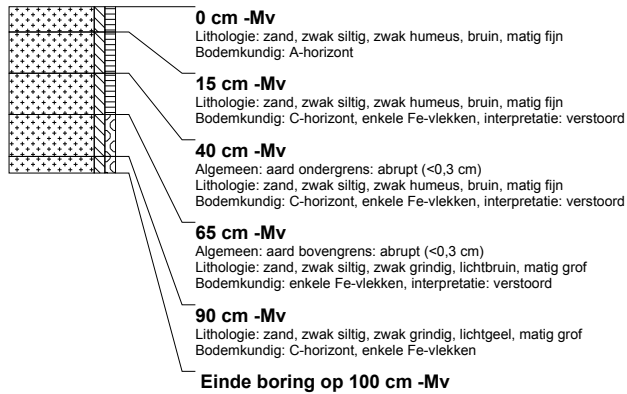 0 cm -Mv
Lithologie: zand, zwak siltig, zwak humeus, bruin, matig fijn
Bodemkundig: A-horizont
15 cm -Mv
Lithologie: zand, zwak siltig, zwak humeus, bruin, matig fijn
Bodemkundig: C-horizont, enkele Fe-vlekken, interpretatie: verstoord
40 cm -Mv
Algemeen: aard ondergrens: abrupt (<0,3 cm)
Lithologie: zand, zwak siltig, zwak humeus, bruin, matig fijn
Bodemkundig: C-horizont, enkele Fe-vlekken, interpretatie: verstoord
65 cm -Mv
Algemeen: aard bovengrens: abrupt (<0,3 cm)
Lithologie: zand, zwak siltig, zwak grindig, lichtbruin, matig grof
Bodemkundig: enkele Fe-vlekken, interpretatie: verstoord
90 cm -Mv
Lithologie: zand, zwak siltig, zwak grindig, lichtgeel, matig grof
Bodemkundig: C-horizont, enkele Fe-vlekken
Einde boring op 100 cm -Mv